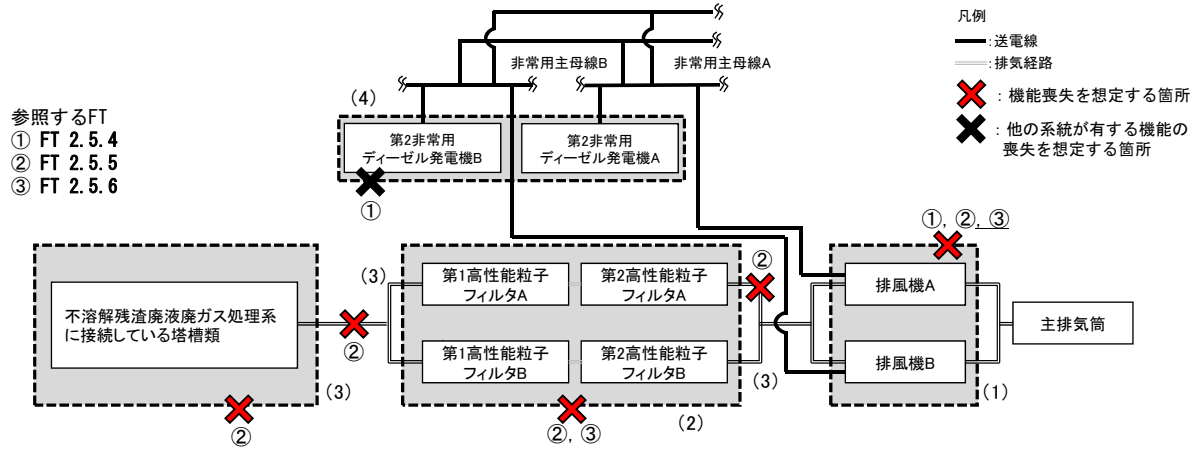 凡例
:送電線
:排気経路
: 機能喪失を想定する箇所
: 他の系統が有する機能の
喪失を想定する箇所
非常用主母線B
非常用主母線A
参照するFT
① FT 2.5.4
② FT 2.5.5
③ FT 2.5.6
(4)
第2非常用
ディーゼル発電機B
第2非常用
ディーゼル発電機A
①
①, ②, ③
不溶解残渣廃液廃ガス処理系
に接続している塔槽類
(3)
②
②
(3)
第1高性能粒子
フィルタA
第2高性能粒子
フィルタA
②
第1高性能粒子
フィルタB
第2高性能粒子
フィルタB
(3)
(2)
②, ③
排風機A
排風機B
(1)
主排気筒